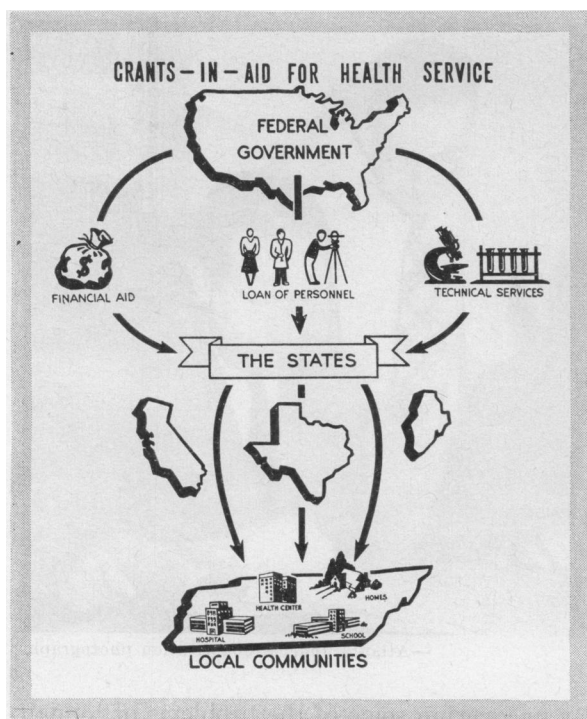 GRANTS-IN-AID FOR HEALTH SERVICE
FEDERAL
GOVERNMENT
$
FINANCIAL AID
LOAN OF PERSONNEL
TECHNICAL SERVICES
THE STATES
HEALTH CENTER
HOMES
HOSPITAL
SCHOOL
LOCAL COMMUNITIES